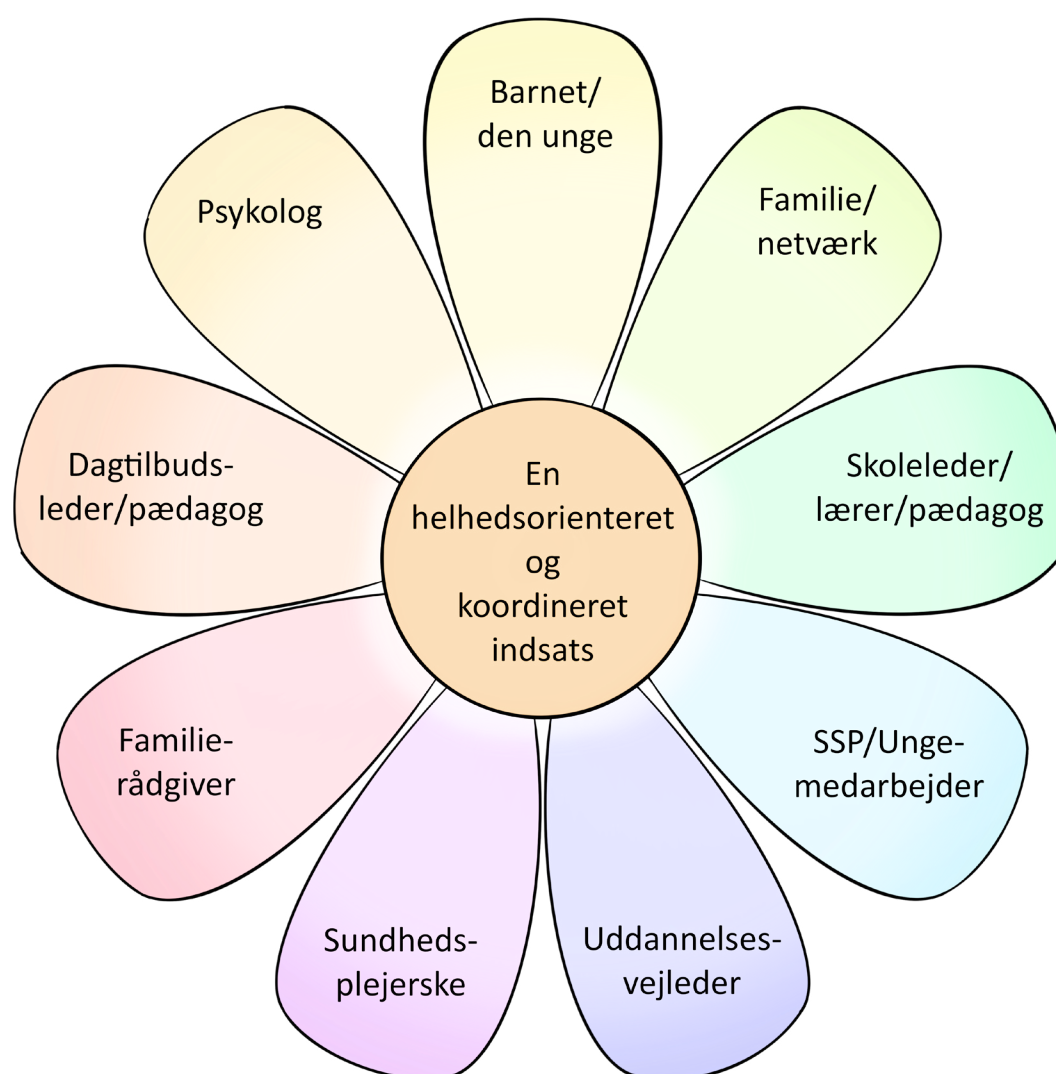 Barnet/
den unge
Familie/
netværk
Skoleleder/
lærer/pædagog
SSP/Unge-
medarbejder
Uddannelses-
vejleder
Sundheds-
plejerske
Familie-
rådgiver
Dagtilbuds-
leder/pædagog
Psykolog
En
helhedsorienteret
og
koordineret
indsats